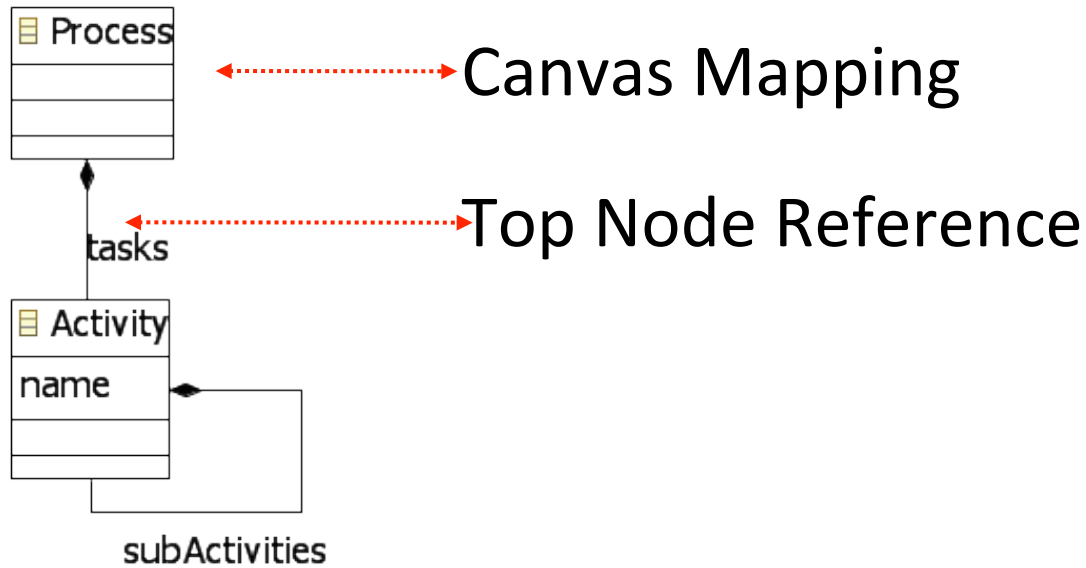 Process
Canvas Mapping
Top Node Reference
tasks
Activity
name
subActivities